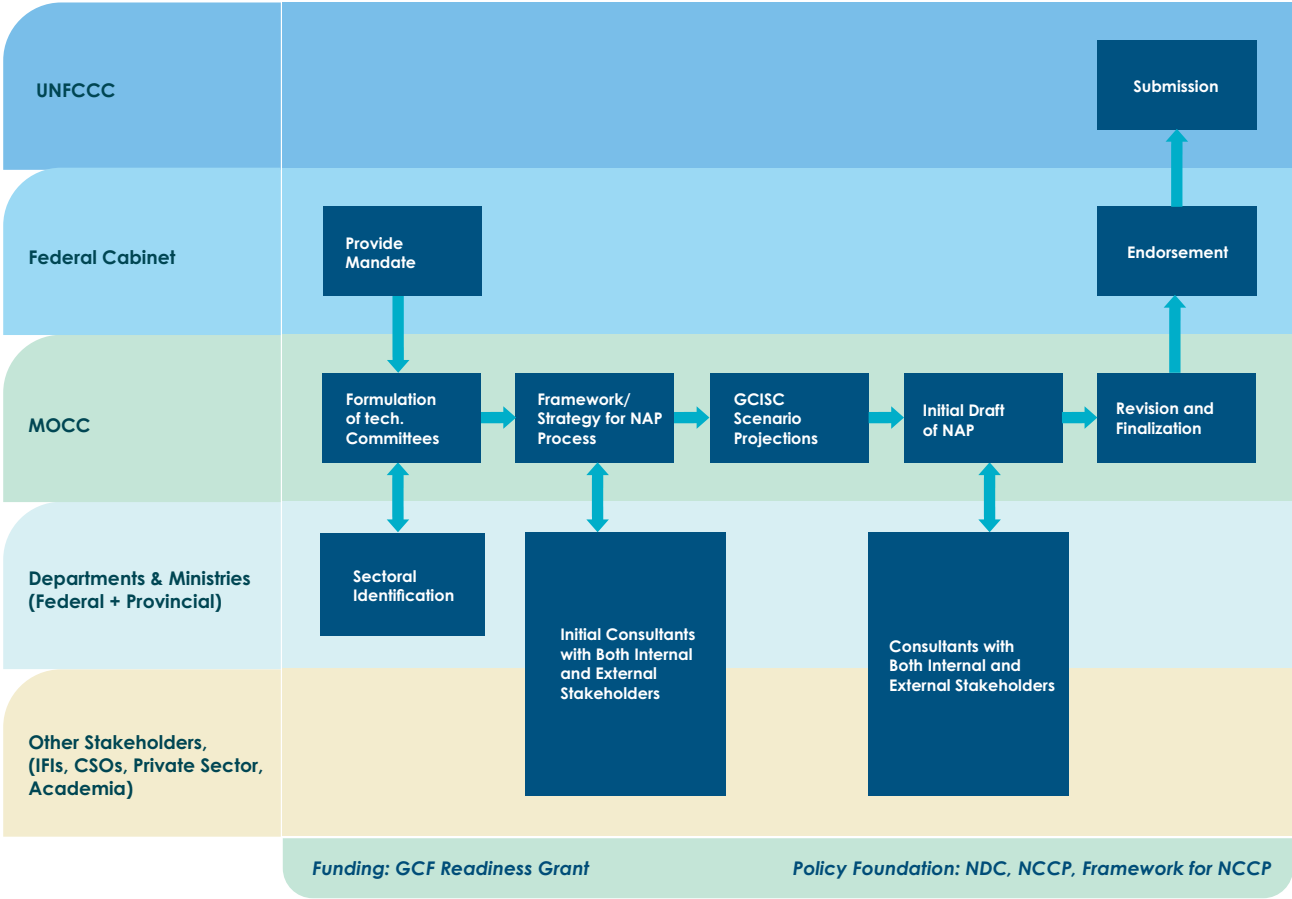 UNFCCC
Submission
Federal Cabinet
Provide
Mandate
Endorsement
MOCC
Formulation
of tech.
Committees
Framework/
Strategy for NAP
Process
GCISC
Scenario
Projections
Initial Draft
of NAP
Revision and
Finalization
Departments & Ministries
(Federal + Provincial)
Sectoral
Identification
Initial Consultants
with Both Internal
and External
Stakeholders
Consultants with
Both Internal and
External Stakeholders
Other Stakeholders,
(IFIs, CSOs, Private Sector,
Academia)
Funding: GCF Readiness Grant
Policy Foundation: NDC, NCCP, Framework for NCCP